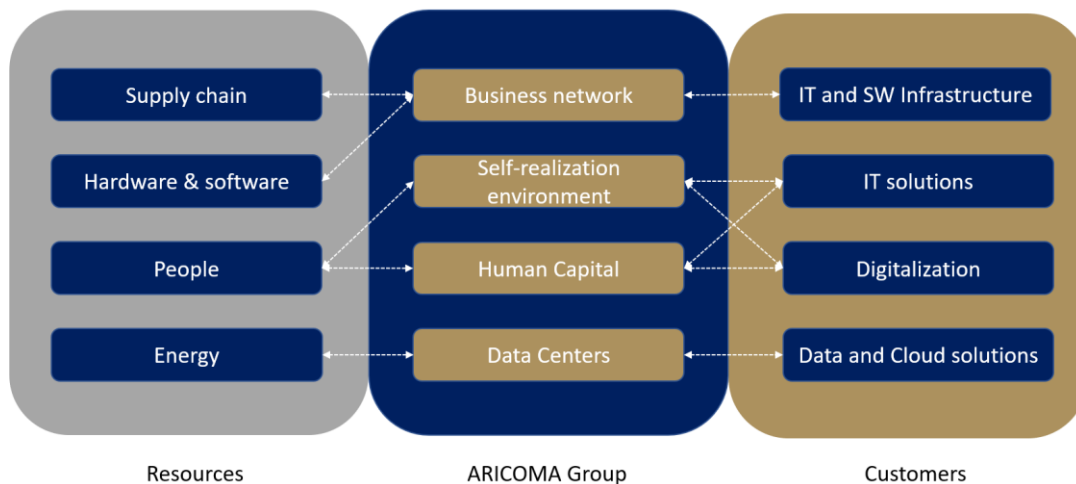 Supply chain
Business network
IT and SW Infrastructure
Hardware & software
Self-realization
environment
IT solutions
People
Human Capital
Digitalization
Energy
Data Centers
Data and Cloud solutions
Resources
ARICOMA Group
Customers